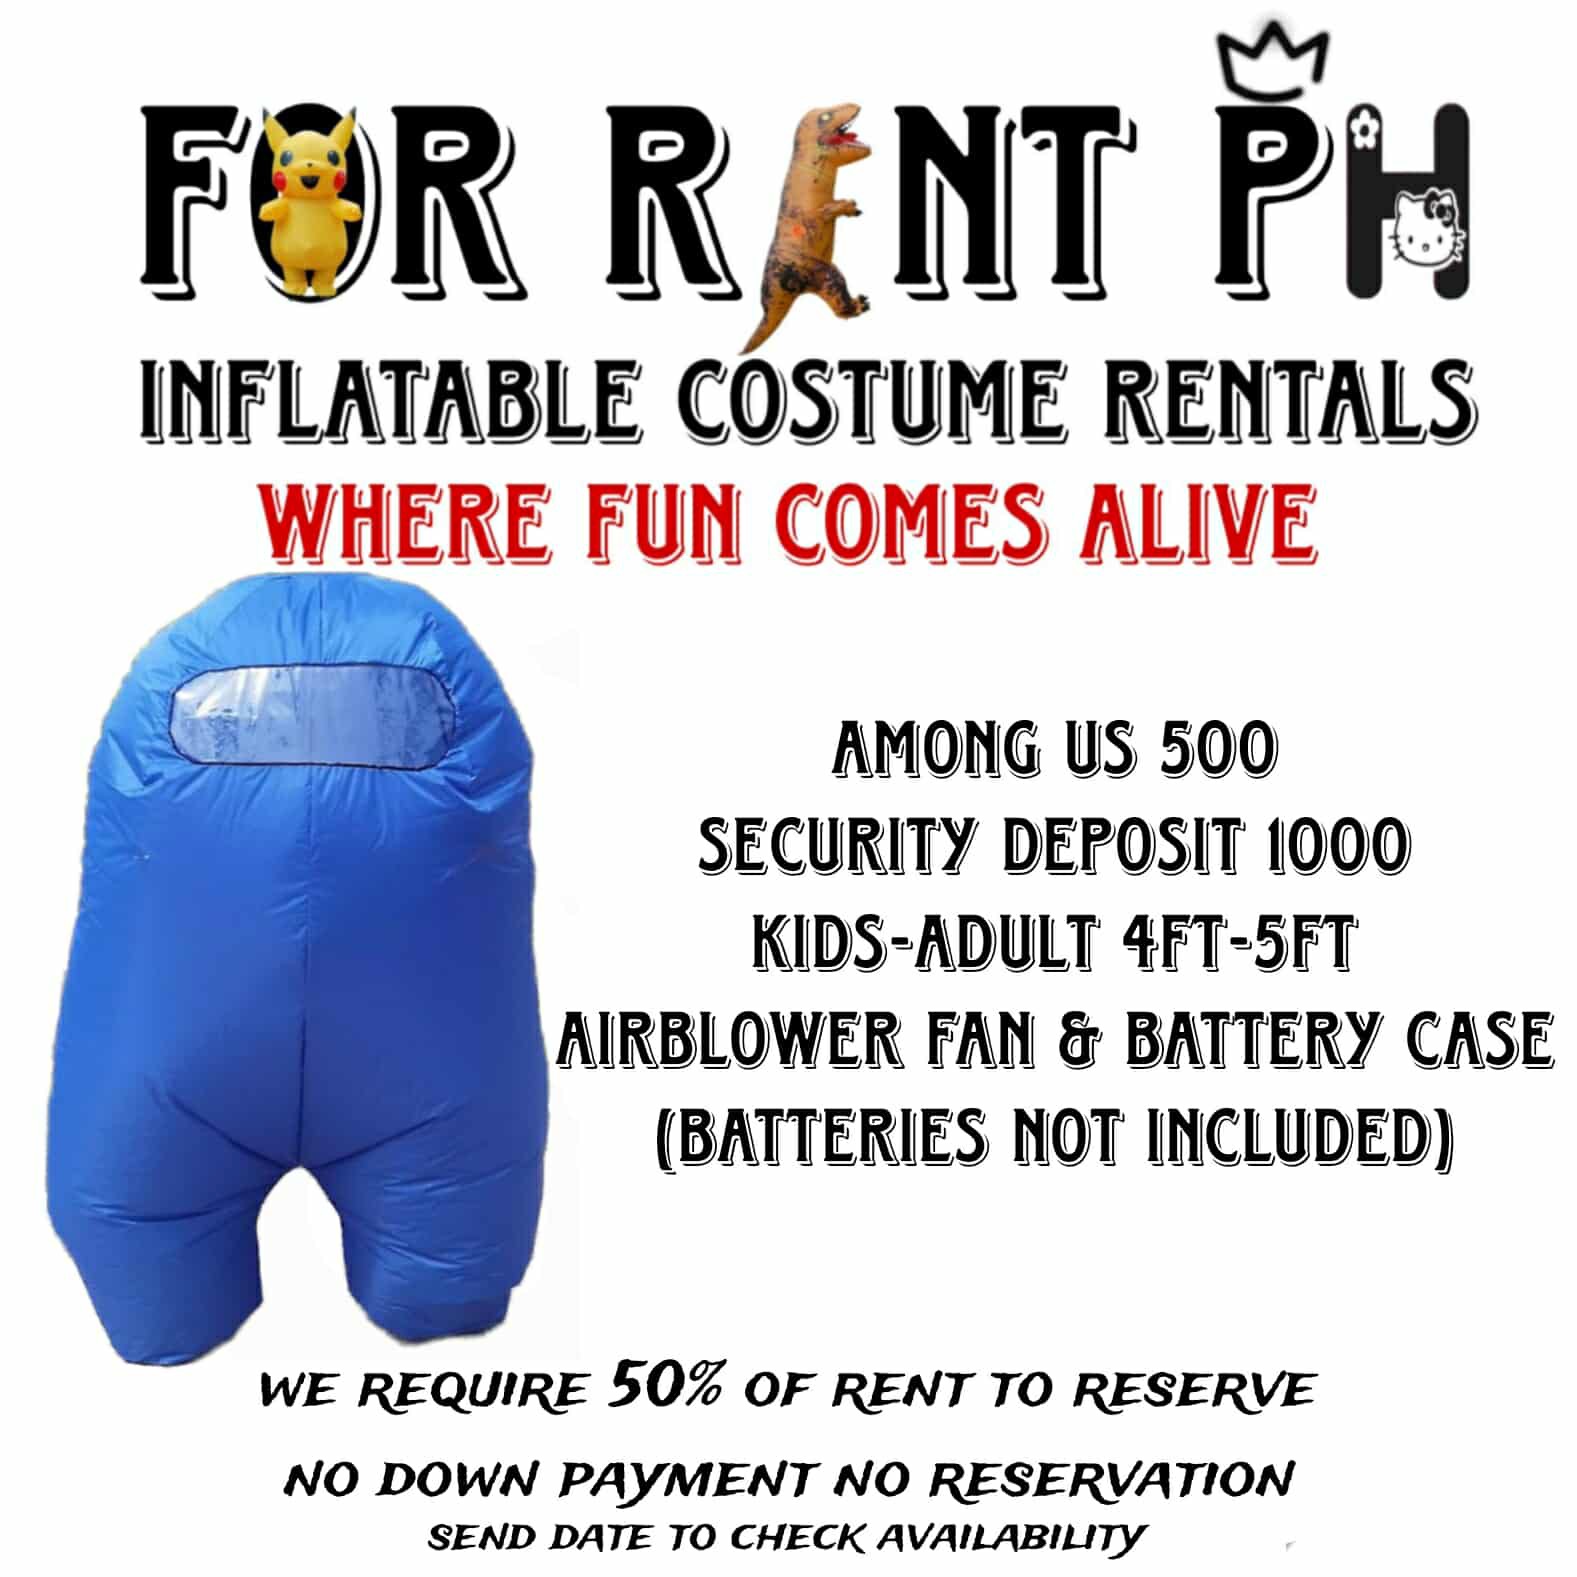 FOR RENT PH
INFLATABLE COSTUME RENTALS
WHERE FUN COMES ALIVE
AMONG US 500
SECURITY DEPOSIT 1000
KIDS-ADULT 4FT-5FT
AIRBLOWER FAN & BATTERY CASE
(BATTERIES NOT INCLUDED)
WE REQUIRE 50% OF RENT TO RESERVE
NO DOWN PAYMENT NO RESERVATION
SEND DATE TO CHECK AVAILABILITY